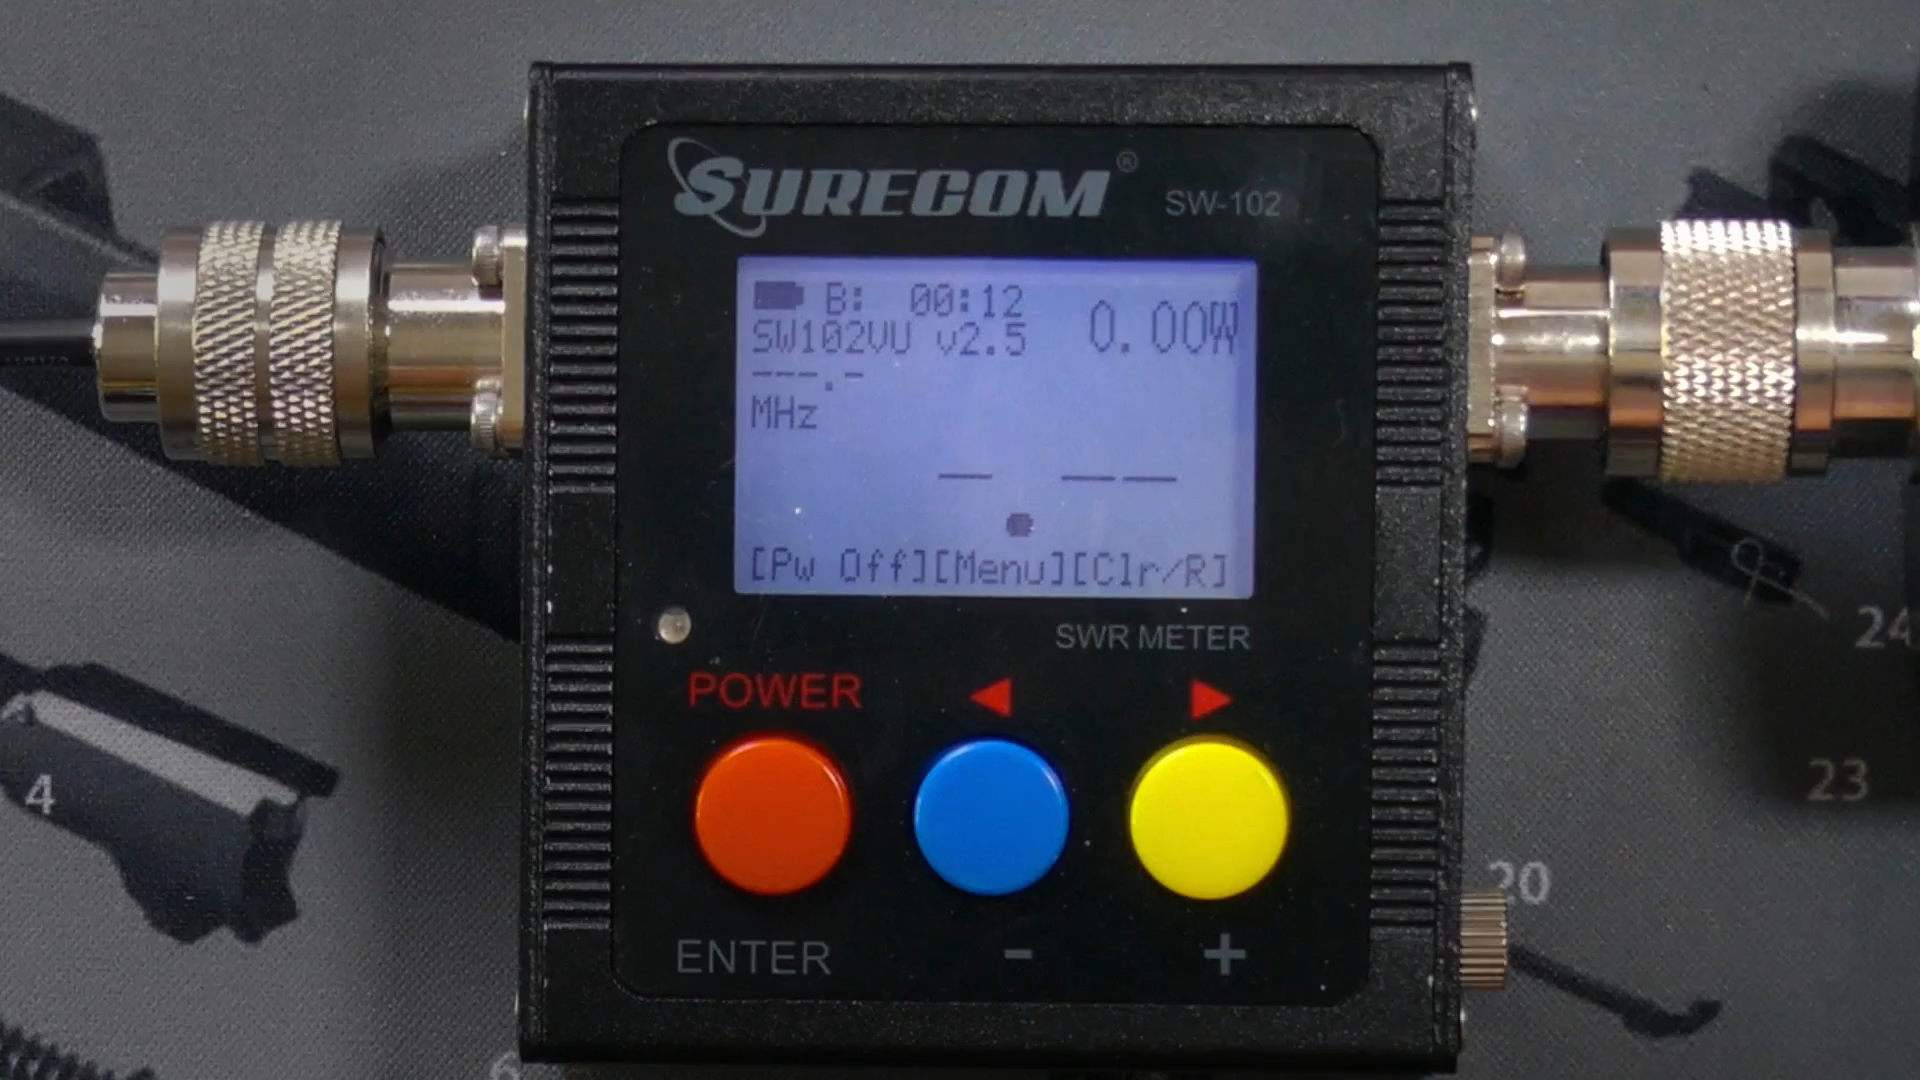 SURECOM®
SW-102
B: 00:12
0.00W
SW102VU v2.5
---.-
MHz
- . --
[Pw Off][Menu][Clr/R]
SWR METER
POWER ◀ ▶
ENTER - +
4
24
23
20
6